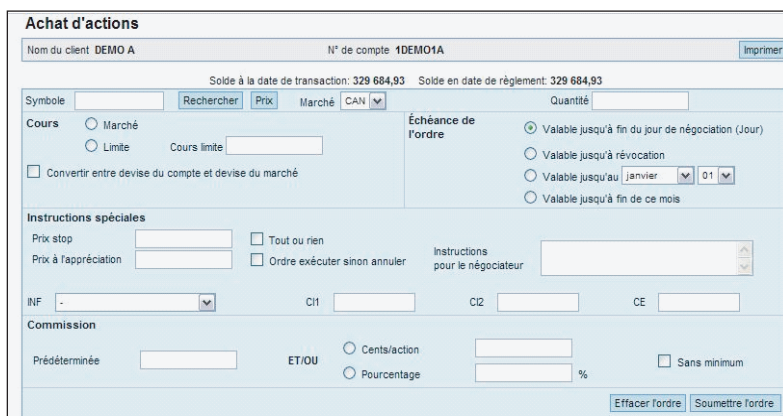 Achat d'actions
Nom du client DEMO A N° de compte 1DEMO1A Imprimer
Solde à la date de transaction: 329 684,93 Solde en date de règlement: 329 684,93
Symbole Rechercher Prix Marché CAN Quantité
Cours Marché Échéance de l'ordre Valable jusqu'à fin du jour de négociation (Jour)
Limite Cours limite Valable jusqu'à révocation
Convertir entre devise du compte et devise du marché Valable jusqu'au janvier 01
Valable jusqu'à fin de ce mois
Instructions spéciales
Prix stop Tout ou rien
Prix à l'appréciation Ordre exécuter sinon annuler Instructions pour le négociateur
INF - CI1 CI2 CE
Commission
Prédéterminée ET/OU Cents/action Sans minimum
Pourcentage %
Effacer l'ordre Soumettre l'ordre